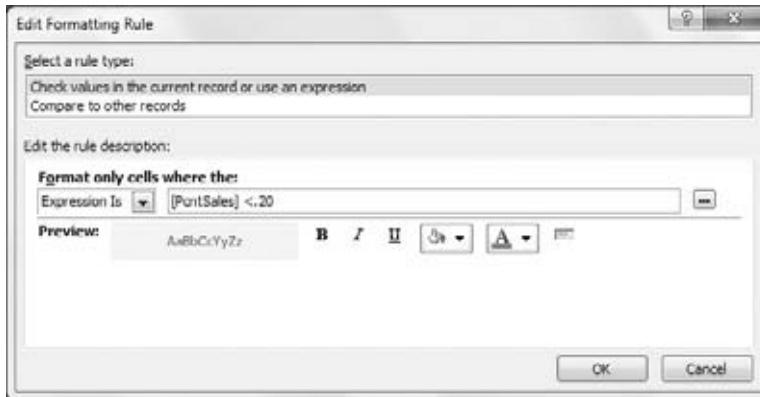 Edit Formatting Rule
Select a rule type:
Check values in the current record or use an expression
Compare to other records
Edit the rule description:
Format only cells where the:
Expression Is [PcntSales] <.20
Preview: AaBbCcYyZz B I U A
OK Cancel